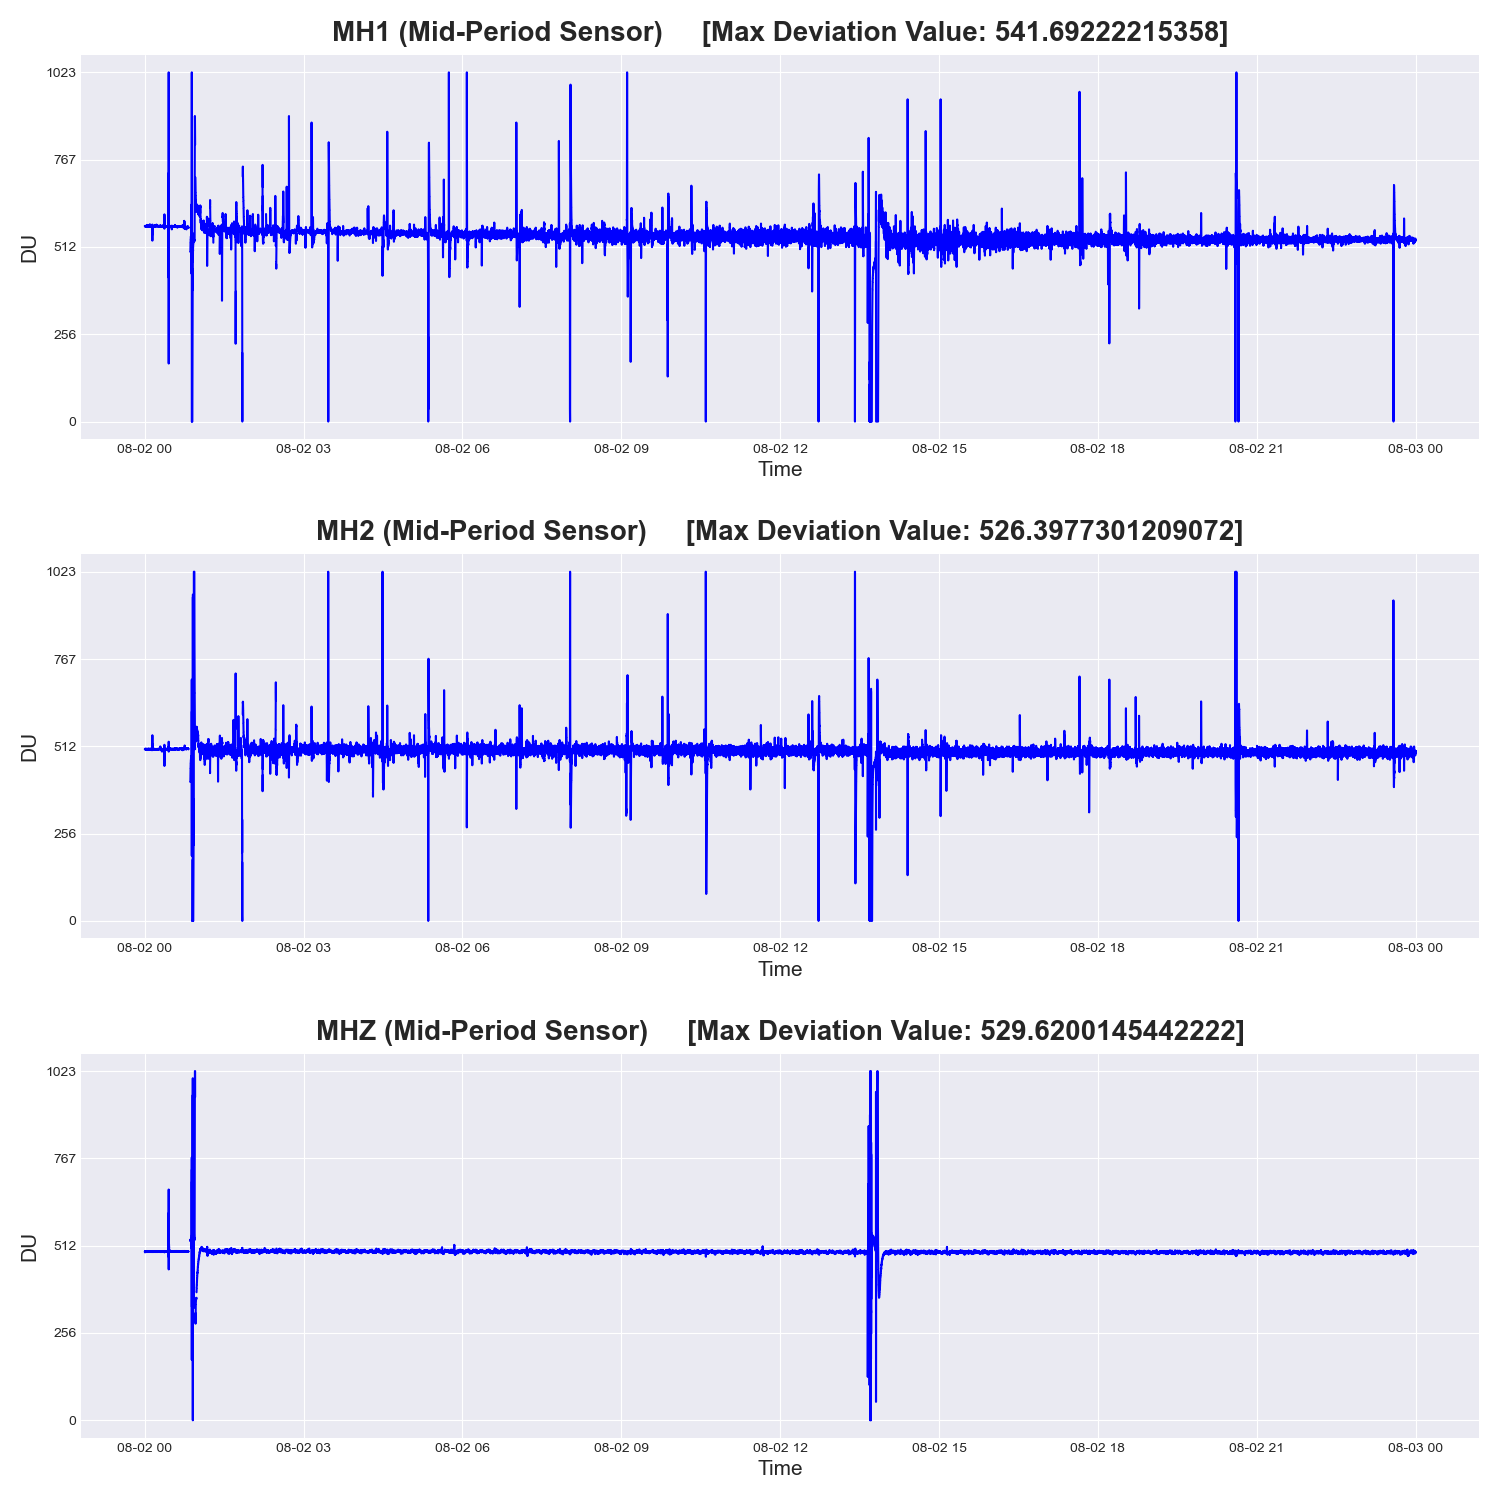 MH1 (Mid-Period Sensor) [Max Deviation Value: 541.69222215358]
1023
767
512
256
0
DU
08-02 00 08-02 03 08-02 06 08-02 09 08-02 12 08-02 15 08-02 18 08-02 21 08-03 00
Time
MH2 (Mid-Period Sensor) [Max Deviation Value: 526.3977301209072]
1023
767
512
256
0
DU
08-02 00 08-02 03 08-02 06 08-02 09 08-02 12 08-02 15 08-02 18 08-02 21 08-03 00
Time
MHZ (Mid-Period Sensor) [Max Deviation Value: 529.6200145442222]
1023
767
512
256
0
DU
08-02 00 08-02 03 08-02 06 08-02 09 08-02 12 08-02 15 08-02 18 08-02 21 08-03 00
Time